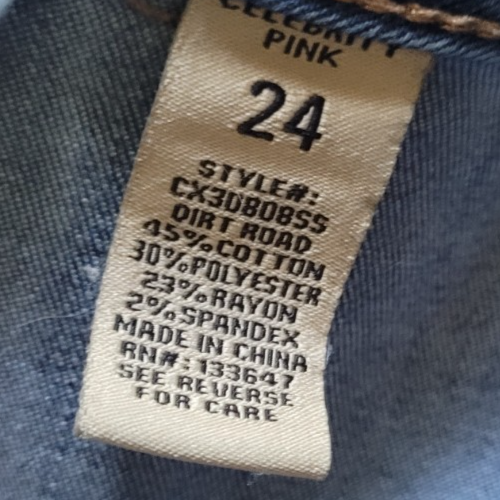 CELEBRITY
PINK
24
STYLE#:
CX3DB08SS
DIRT ROAD
45%COTTON
30%POLYESTER
23%RAYON
2%SPANDEX
MADE IN CHINA
RN#:133647
SEE REVERSE
FOR CARE